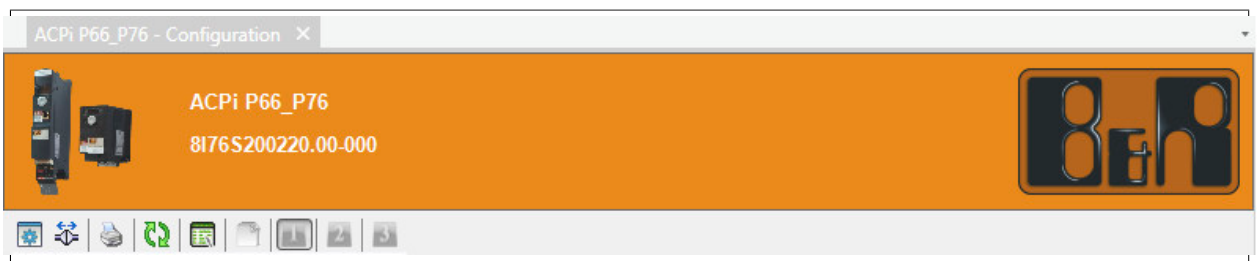 ACPi P66_P76 - Configuration
ACPi P66_P76
8I76S200220.00-000
B&R
1 2 3